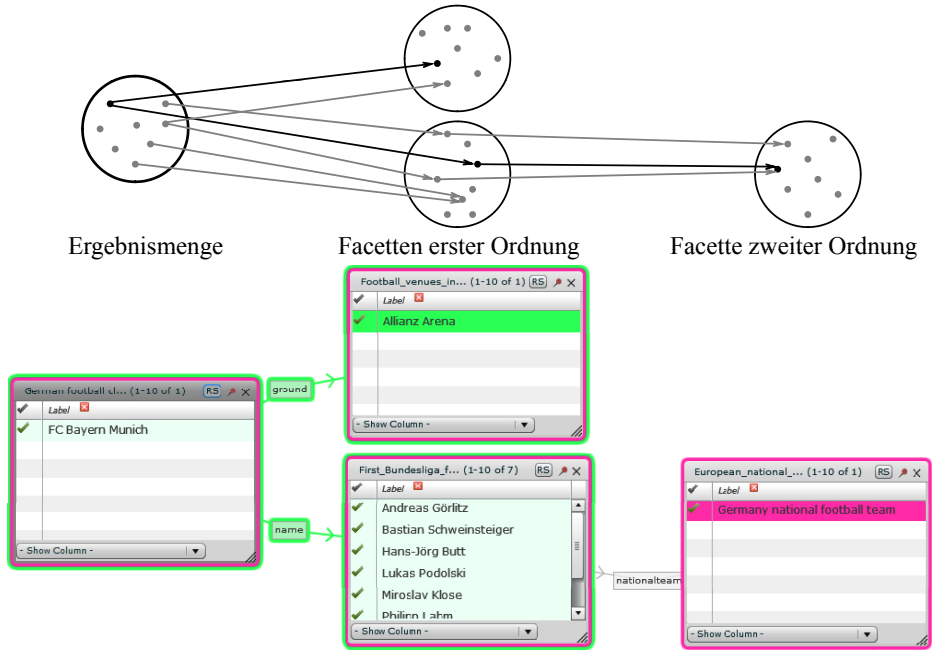 Ergebnismenge
Facetten erster Ordnung
Facette zweiter Ordnung
Football_venues_in... (1-10 of 1) RS
Label
Allianz Arena
- Show Column -
German football cl... (1-10 of 1) RS
Label
FC Bayern Munich
- Show Column -
ground
name
First_Bundesliga_f... (1-10 of 7) RS
Label
Andreas Görlitz
Bastian Schweinsteiger
Hans-Jörg Butt
Lukas Podolski
Miroslav Klose
Philipp Lahm
- Show Column -
nationalteam
European_national_... (1-10 of 1) RS
Label
Germany national football team
- Show Column -